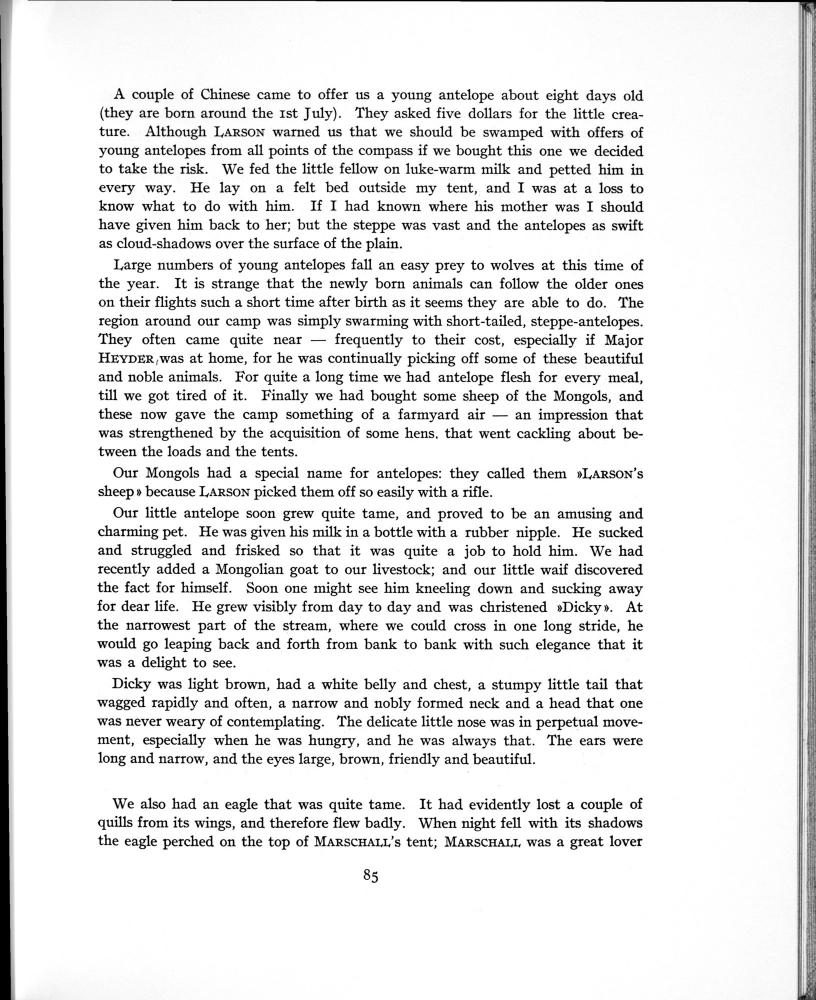 A couple of Chinese came to offer us a young antelope about eight days old
(they are born around the 1st July). They asked five dollars for the little crea-
ture. Although LARSON warned us that we should be swamped with offers of
young antelopes from all points of the compass if we bought this one we decided
to take the risk. We fed the little fellow on luke-warm milk and petted him in
every way. He lay on a felt bed outside my tent, and I was at a loss to
know what to do with him. If I had known where his mother was I should
have given him back to her; but the steppe was vast and the antelopes as swift
as cloud-shadows over the surface of the plain.
Large numbers of young antelopes fall an easy prey to wolves at this time of
the year. It is strange that the newly born animals can follow the older ones
on their flights such a short time after birth as it seems they are able to do. The
region around our camp was simply swarming with short-tailed, steppe-antelopes.
They often came quite near — frequently to their cost, especially if Major
HEYDER, was at home, for he was continually picking off some of these beautiful
and noble animals. For quite a long time we had antelope flesh for every meal,
till we got tired of it. Finally we had bought some sheep of the Mongols, and
these now gave the camp something of a farmyard air — an impression that
was strengthened by the acquisition of some hens, that went cackling about be-
tween the loads and the tents.
Our Mongols had a special name for antelopes: they called them »LARSON's
sheep» because LARSON picked them off so easily with a rifle.
Our little antelope soon grew quite tame, and proved to be an amusing and
charming pet. He was given his milk in a bottle with a rubber nipple. He sucked
and struggled and frisked so that it was quite a job to hold him. We had
recently added a Mongolian goat to our livestock; and our little waif discovered
the fact for himself. Soon one might see him kneeling down and sucking away
for dear life. He grew visibly from day to day and was christened »Dicky». At
the narrowest part of the stream, where we could cross in one long stride, he
would go leaping back and forth from bank to bank with such elegance that it
was a delight to see.
Dicky was light brown, had a white belly and chest, a stumpy little tail that
wagged rapidly and often, a narrow and nobly formed neck and a head that one
was never weary of contemplating. The delicate little nose was in perpetual move-
ment, especially when he was hungry, and he was always that. The ears were
long and narrow, and the eyes large, brown, friendly and beautiful.
We also had an eagle that was quite tame. It had evidently lost a couple of
quills from its wings, and therefore flew badly. When night fell with its shadows
the eagle perched on the top of MARSCHALL's tent; MARSCHALL was a great lover
85